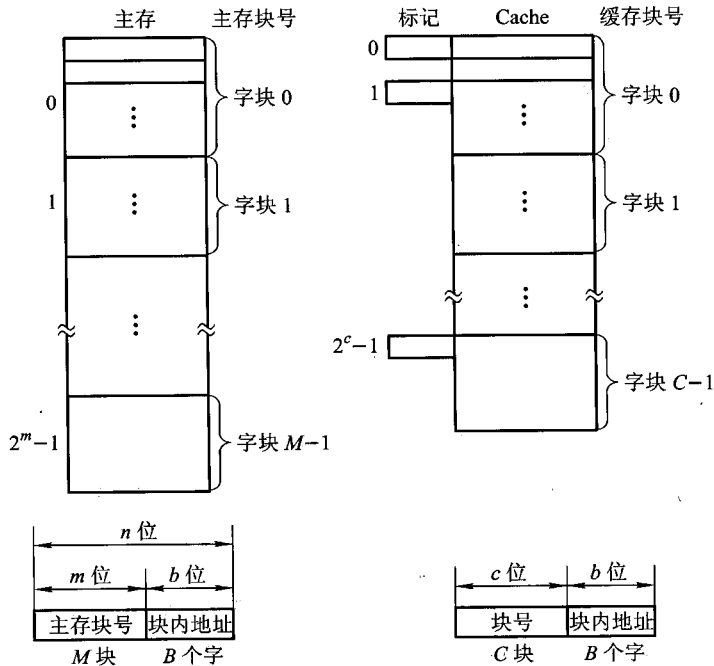 主存 主存块号
0
字块 0
⋮
1
字块 1
⋮
⋮
2^m−1
字块 M−1
n 位
m 位 b 位
主存块号 块内地址
M 块 B 个字
标记 Cache 缓存块号
0
1
字块 0
⋮
字块 1
⋮
⋮
2^c−1
字块 C−1
c 位 b 位
块号 块内地址
C 块 B 个字